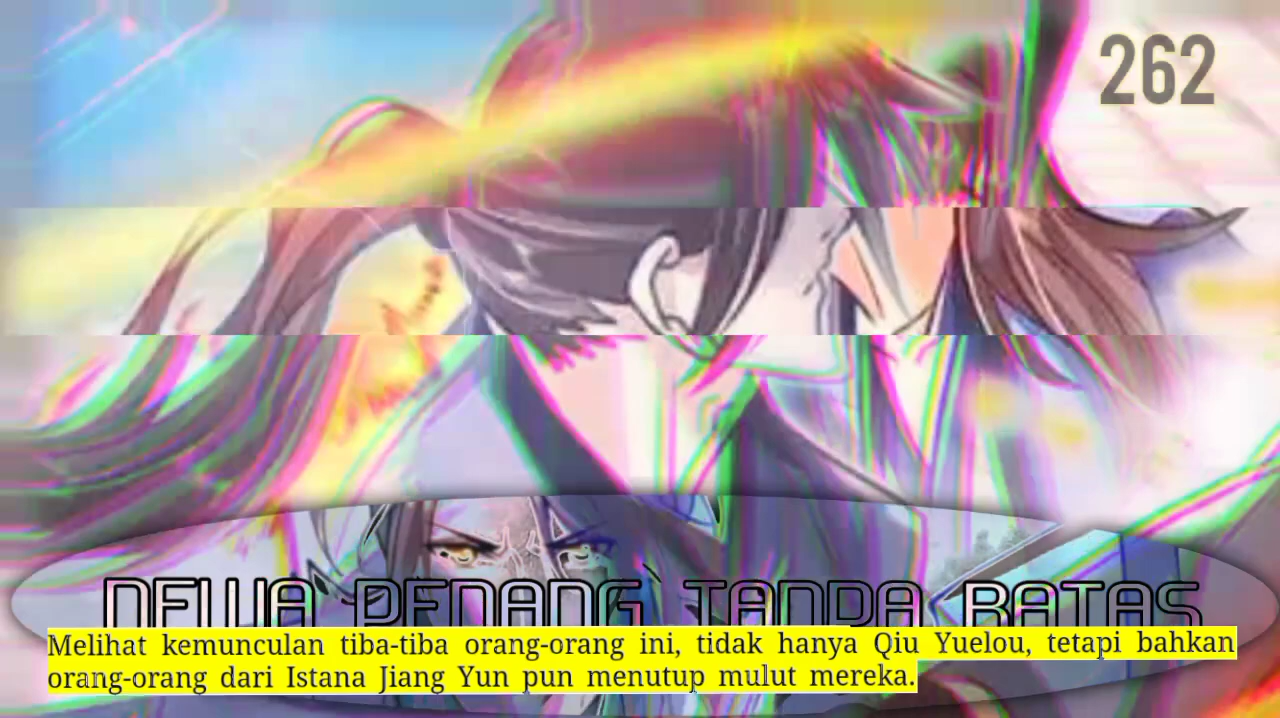 262
DEWA PEDANG TANPA BATAS
Melihat kemunculan tiba-tiba orang-orang ini, tidak hanya Qiu Yuelou, tetapi bahkan
orang-orang dari Istana Jiang Yun pun menutup mulut mereka.